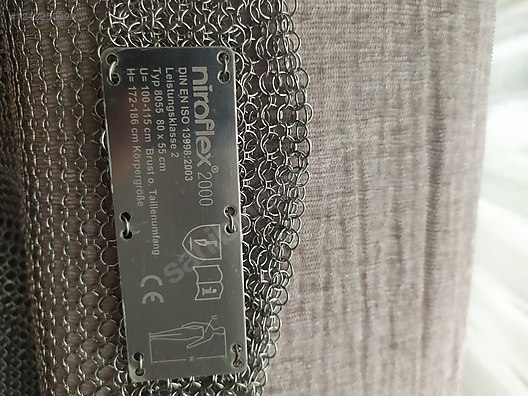 niroflex® 2000
DIN EN ISO 13998:2003
Leistungsklasse 2
Typ 8055 80 x 55 cm
U= 100-115 cm Brust o. Taillenumfang
H= 172-186 cm Körpergröße
i
CE
U
H